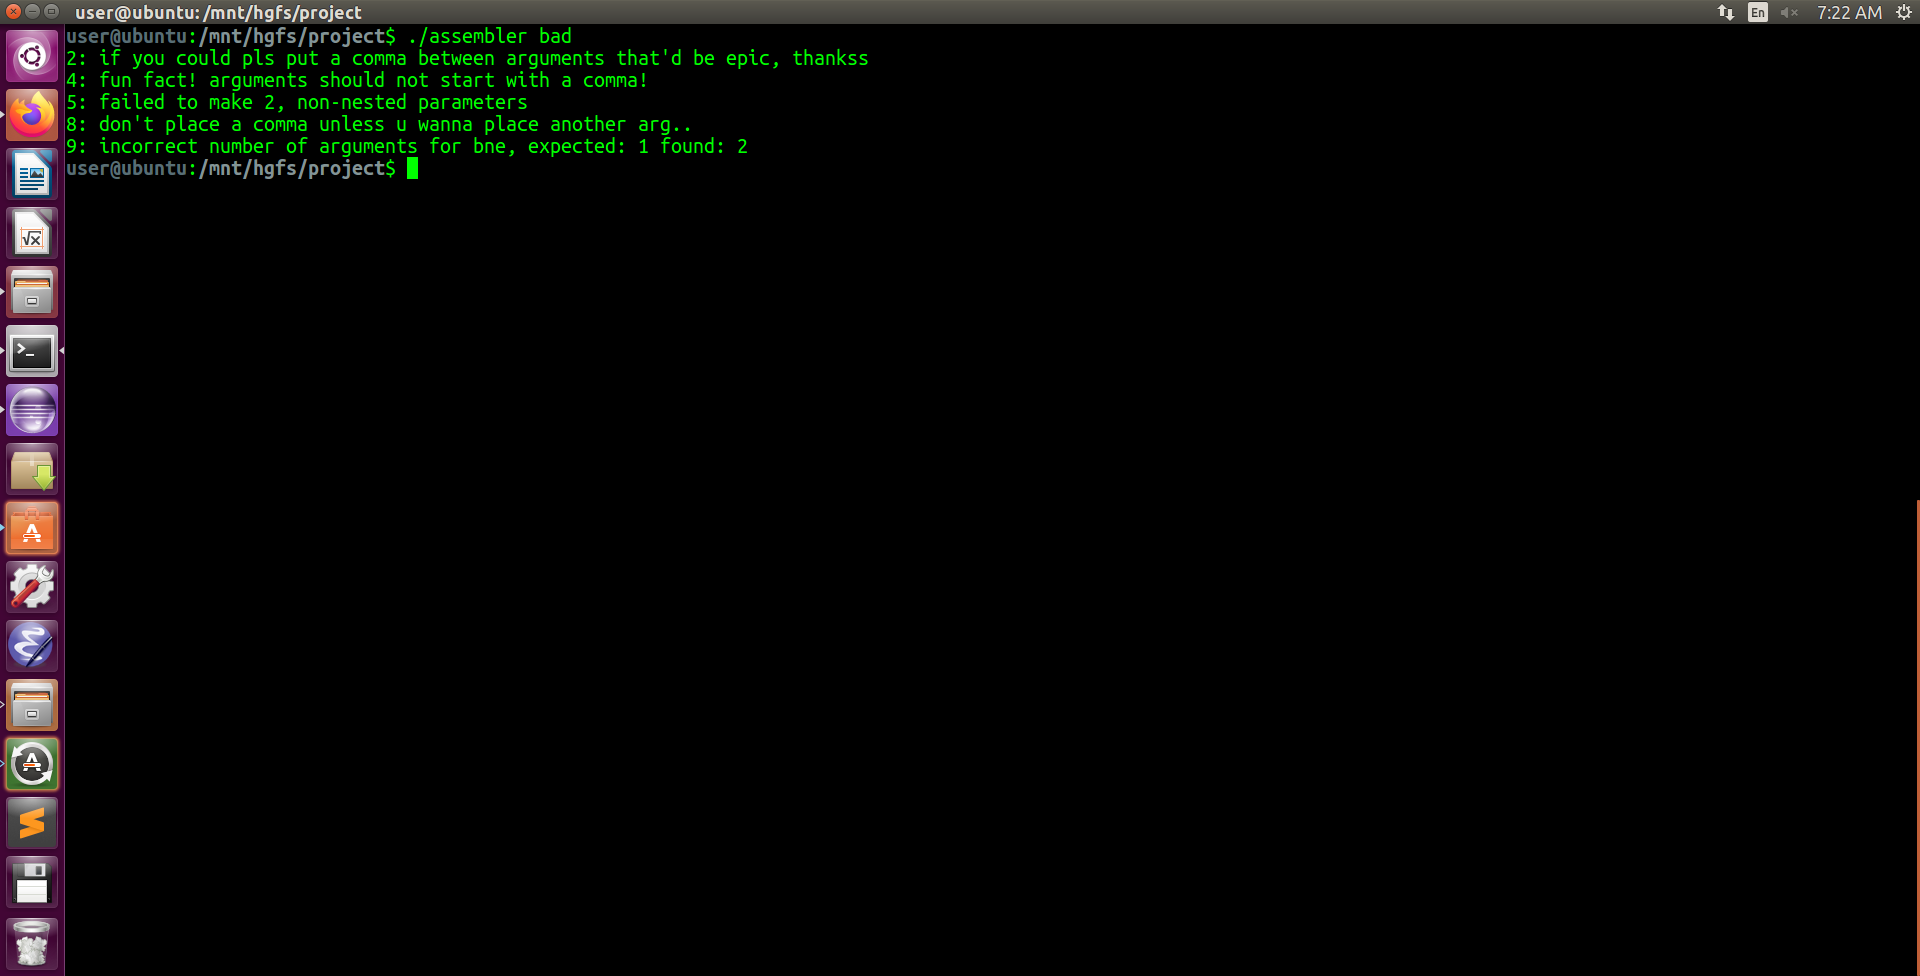 user@ubuntu: /mnt/hgfs/project
En
7:22 AM
user@ubuntu:/mnt/hgfs/project$ ./assembler bad
2: if you could pls put a comma between arguments that'd be epic, thankss
4: fun fact! arguments should not start with a comma!
5: failed to make 2, non-nested parameters
8: don't place a comma unless u wanna place another arg..
9: incorrect number of arguments for bne, expected: 1 found: 2
user@ubuntu:/mnt/hgfs/project$